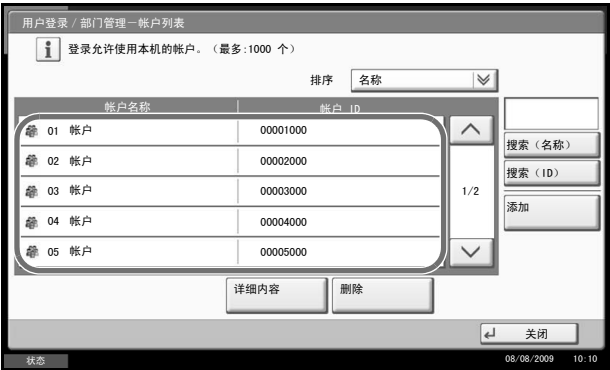 用户登录 / 部门管理－帐户列表
登录允许使用本机的帐户。（最多:1000 个）
排序 名称
帐户名称 帐户 ID
01 帐户 00001000
02 帐户 00002000
03 帐户 00003000
04 帐户 00004000
05 帐户 00005000
1/2
搜索（名称）
搜索（ID）
添加
详细内容 删除
关闭
状态 08/08/2009 10:10